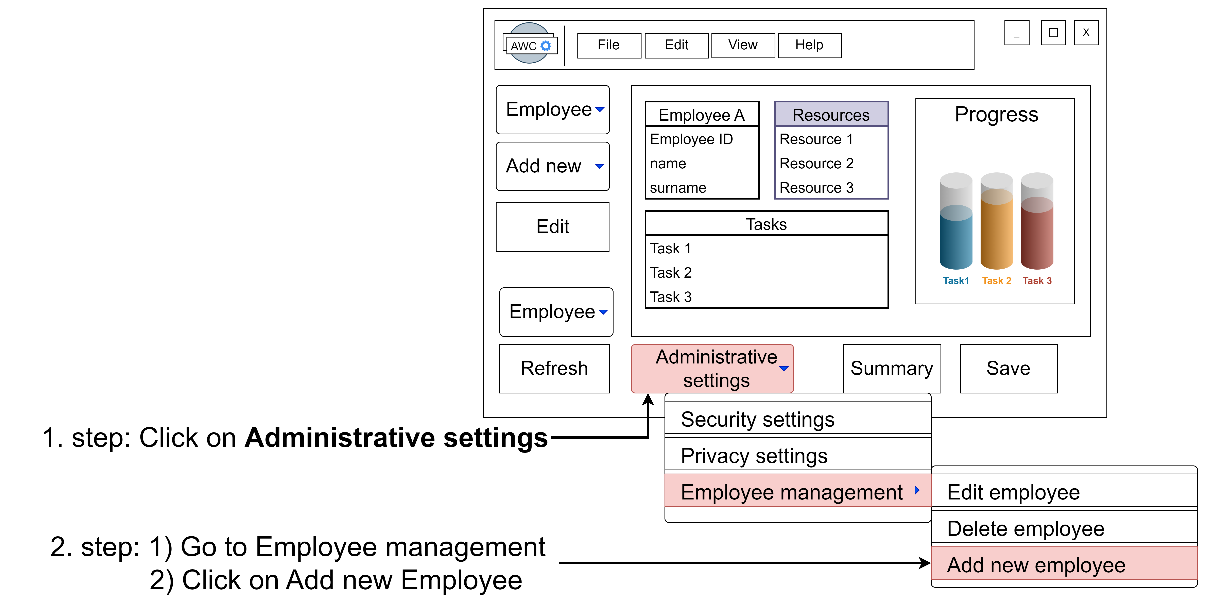 AWC
File
Edit
View
Help
_
X
Employee
Add new
Edit
Employee
Refresh
Employee A
Employee ID
name
surname
Resources
Resource 1
Resource 2
Resource 3
Tasks
Task 1
Task 2
Task 3
Progress
Task1
Task 2
Task 3
Administrative
settings
Summary
Save
Security settings
Privacy settings
Employee management
Edit employee
Delete employee
Add new employee
1. step: Click on Administrative settings
2. step: 1) Go to Employee management
2) Click on Add new Employee